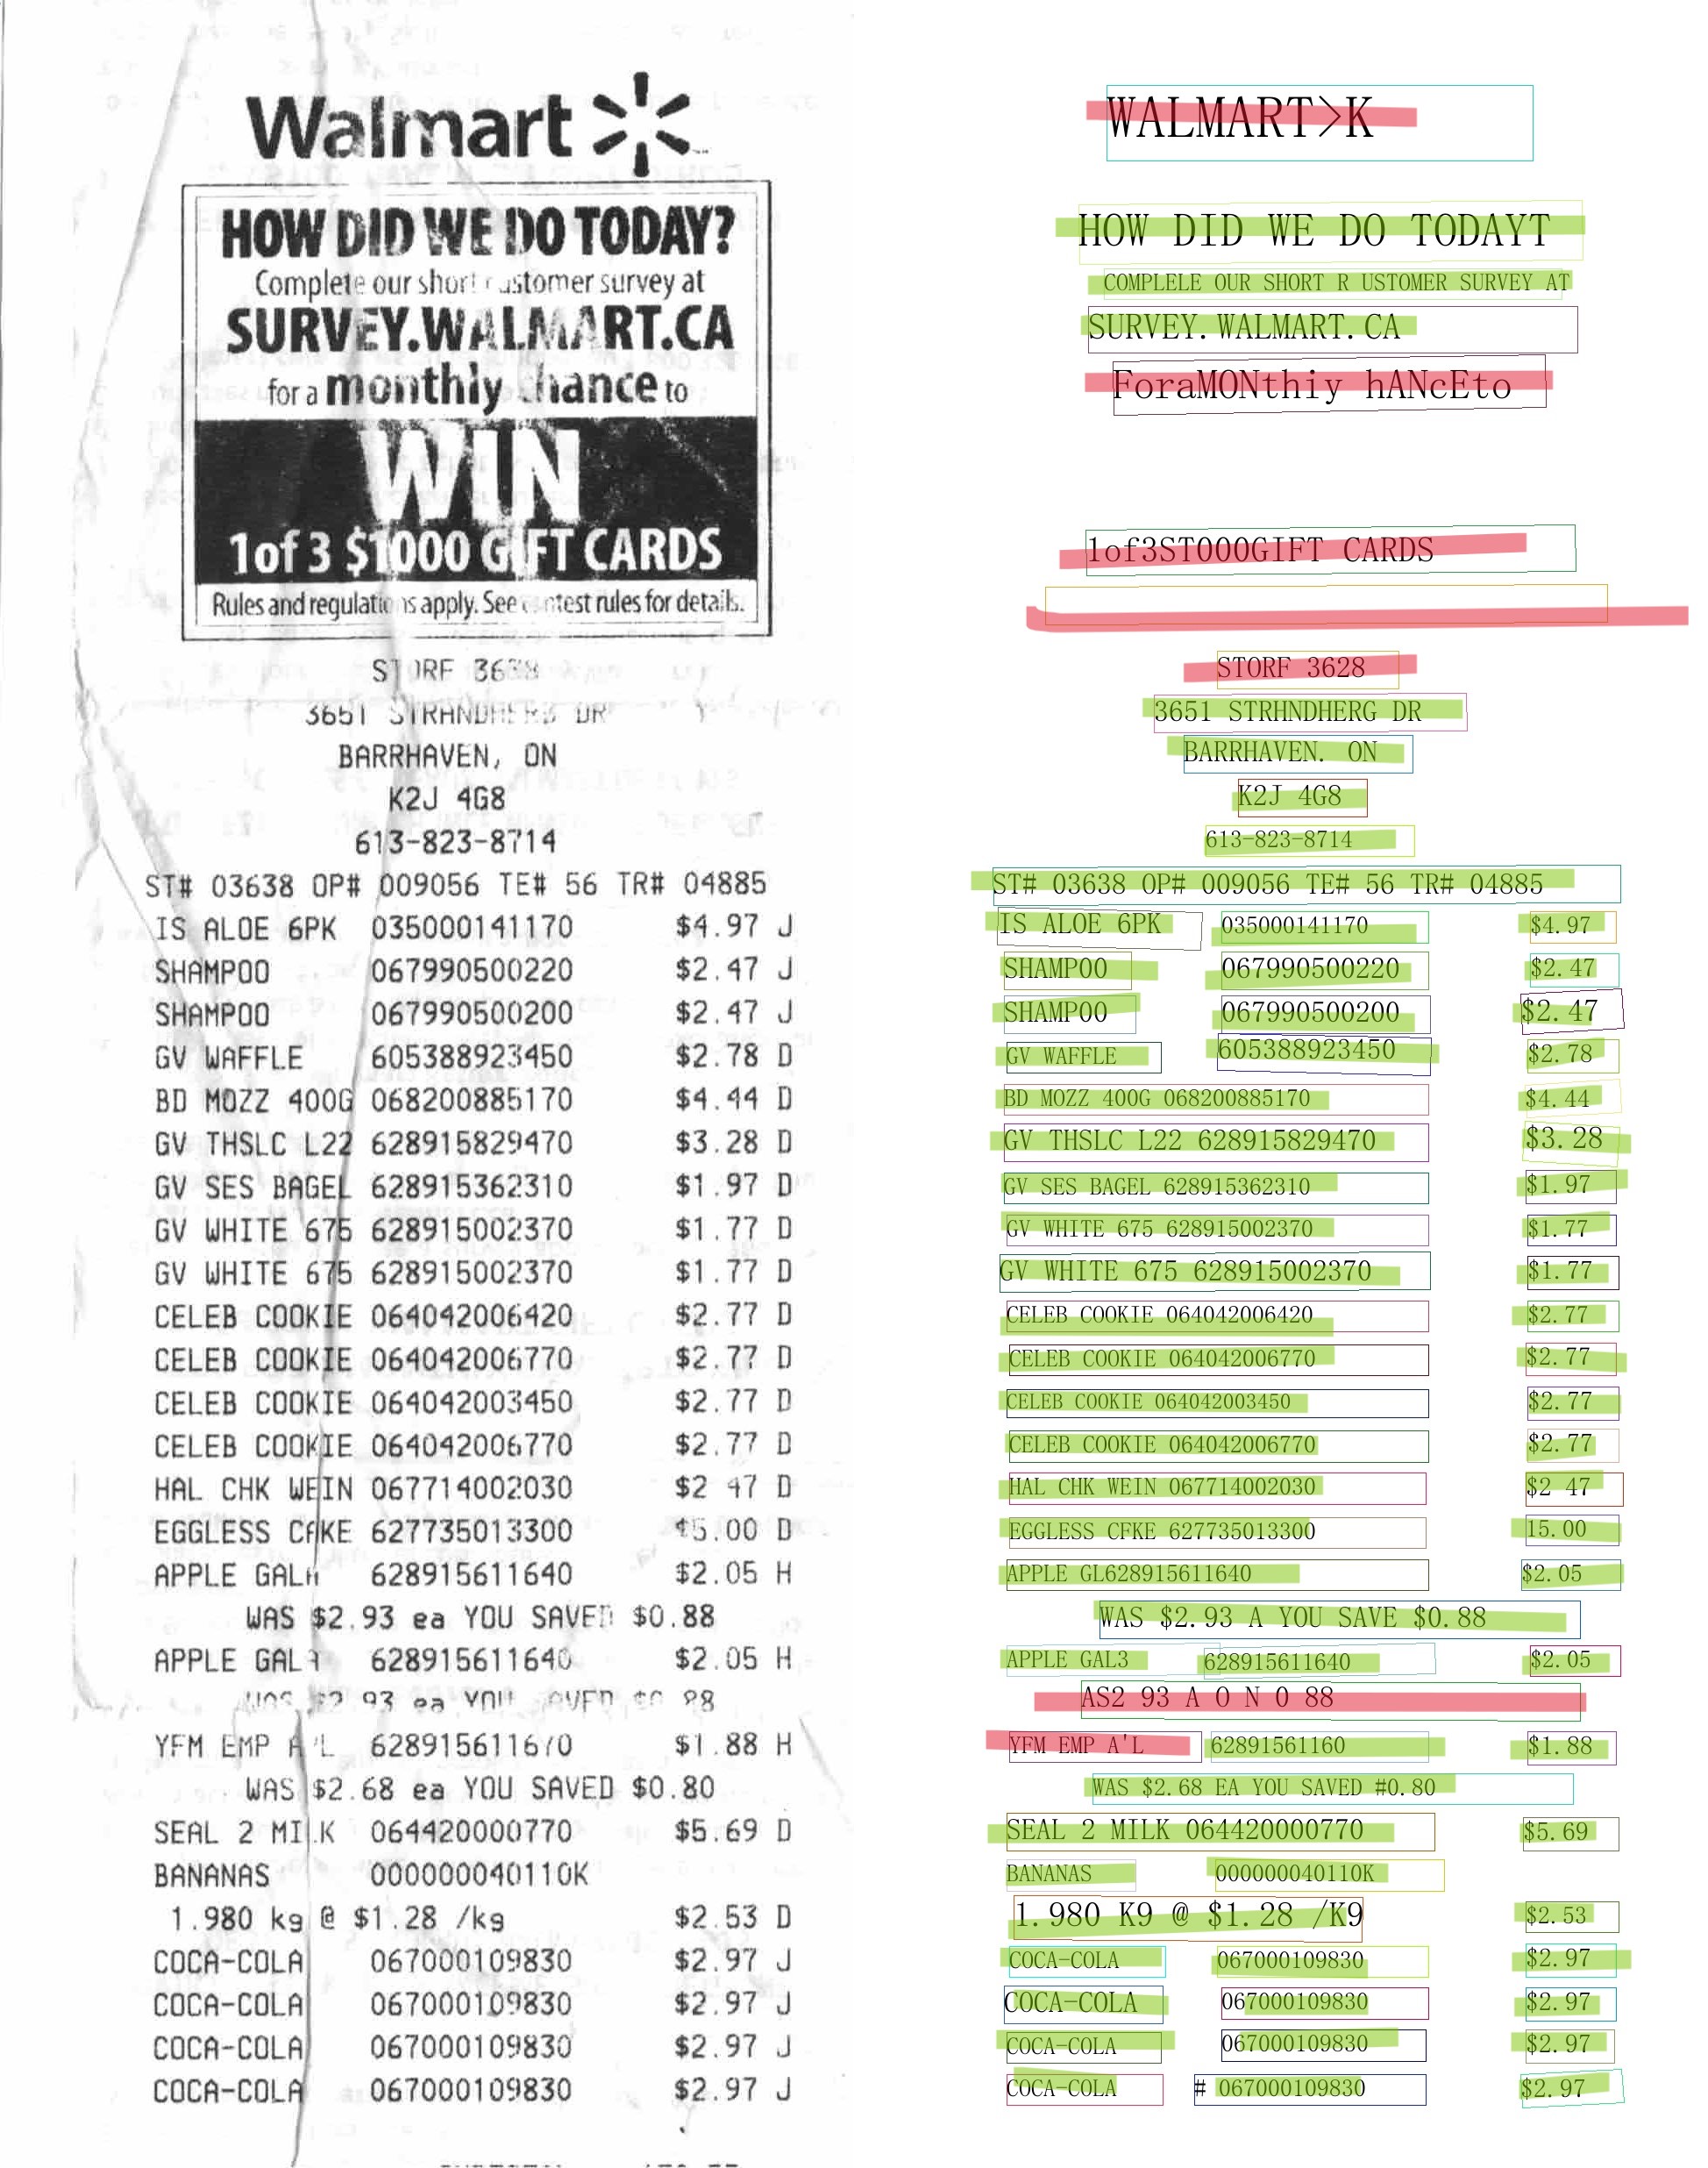 Walmart
HOW DID WE DO TODAY?
Complete our short customer survey at
SURVEY.WALMART.CA
for a monthly chance to
WIN
1 of 3 $1000 GIFT CARDS
Rules and regulations apply. See contest rules for details.
STORF
3651 DR
BARRHAVEN, ON
K2J 4G8
613-823-8714
ST# 03638 OP# 009056 TE# 56 TR# 04885
IS ALOE 6PK 035000141170 $4.97 J
SHAMPOO 067990500220 $2.47 J
SHAMPOO 067990500200 $2.47 J
GV WAFFLE 605388923450 $2.78 D
BD MOZZ 400G 068200885170 $4.44 D
GV THSLC L22 628915829470 $3.28 D
GV SES BAGEL 628915362310 $1.97 D
GV WHITE 675 628915002370 $1.77 D
GV WHITE 675 628915002370 $1.77 D
CELEB COOKIE 064042006420 $2.77 D
CELEB COOKIE 064042006770 $2.77 D
CELEB COOKIE 064042003450 $2.77 D
CELEB COOKIE 064042006770 $2.77 D
HAL CHK WEIN 067714002030 $2 47 D
EGGLESS CAKE 627735013300 $5.00 D
APPLE GALA 628915611640 $2.05 H
WAS $2.93 ea YOU SAVED $0.88
APPLE GALA 628915611640 $2.05 H
WAS $2 93 ea YOU SAVED $0 88
YFM EMP 628915611670 $1.88 H
WAS $2.68 ea YOU SAVED $0.80
SEAL 2 MILK 064420000770 $5.69 D
BANANAS 000000040110K
1.980 kg @ $1.28 /kg $2.53 D
COCA-COLA 067000109830 $2.97 J
COCA-COLA 067000109830 $2.97 J
COCA-COLA 067000109830 $2.97 J
COCA-COLA 067000109830 $2.97 J
WALMART>K
HOW DID WE DO TODAYT
COMPLELE OUR SHORT R USTOMER SURVEY AT
SURVEY.WALMART.CA
ForaMONthiy hANcEto
1of3ST000GIFT CARDS
STORF 3628
3651 STRHNDHERG DR
BARRHAVEN. ON
K2J 4G8
613-823-8714
ST# 03638 OP# 009056 TE# 56 TR# 04885
IS ALOE 6PK 035000141170 $4.97
SHAMPOO 067990500220 $2.47
SHAMPOO 067990500200 $2.47
GV WAFFLE 605388923450 $2.78
BD MOZZ 400G 068200885170 $4.44
GV THSLC L22 628915829470 $3.28
GV SES BAGEL 628915362310 $1.97
GV WHITE 675 628915002370 $1.77
GV WHITE 675 628915002370 $1.77
CELEB COOKIE 064042006420 $2.77
CELEB COOKIE 064042006770 $2.77
CELEB COOKIE 064042003450 $2.77
CELEB COOKIE 064042006770 $2.77
HAL CHK WEIN 067714002030 $2 47
EGGLESS CFKE 627735013300 15.00
APPLE GL628915611640 $2.05
WAS $2.93 A YOU SAVE $0.88
APPLE GAL3 628915611640 $2.05
AS2 93 A O N 0 88
YFM EMP A'L 62891561160 $1.88
WAS $2.68 EA YOU SAVED #0.80
SEAL 2 MILK 064420000770 $5.69
BANANAS 000000040110K
1.980 K9 @ $1.28 /K9 $2.53
COCA-COLA 067000109830 $2.97
COCA-COLA 067000109830 $2.97
COCA-COLA 067000109830 $2.97
COCA-COLA # 067000109830 $2.97